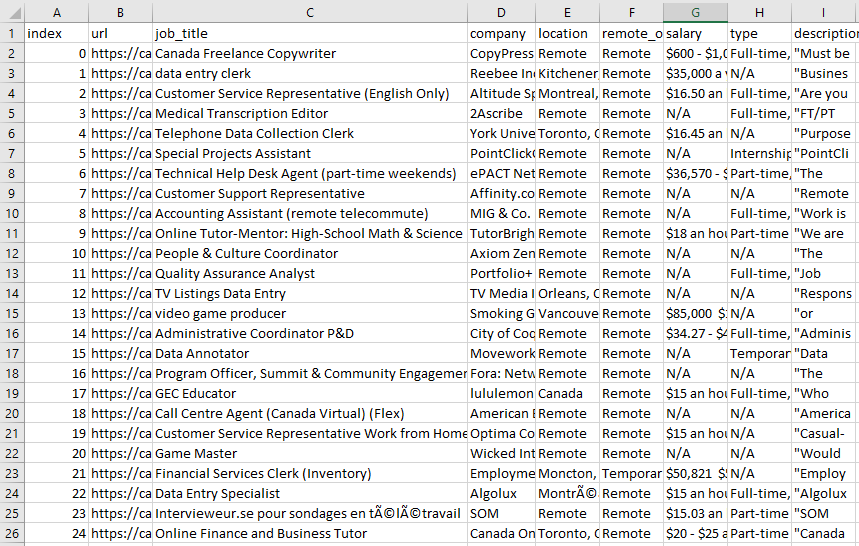 A B C D E F G H I
1 index url job_title company location remote_o salary type description
2 0 https://ca Canada Freelance Copywriter CopyPress Remote Remote $600 - $1,0 Full-time, "Must be
3 1 https://ca data entry clerk Reebee Inc Kitchener, Remote $35,000 a N/A "Busines
4 2 https://ca Customer Service Representative (English Only) Altitude Sp Montreal, Remote $16.50 an Full-time, "Are you
5 3 https://ca Medical Transcription Editor 2Ascribe Remote Remote N/A Full-time, "FT/PT
6 4 https://ca Telephone Data Collection Clerk York Unive Toronto, O Remote $16.45 an N/A "Purpose
7 5 https://ca Special Projects Assistant PointClickC Remote Remote N/A Internship "PointCli
8 6 https://ca Technical Help Desk Agent (part-time weekends) ePACT Net Remote Remote $36,570 - $ Part-time, "The
9 7 https://ca Customer Support Representative Affinity.co Remote Remote N/A N/A "Remote
10 8 https://ca Accounting Assistant (remote telecommute) MIG & Co. Remote Remote N/A Full-time, "Work is
11 9 https://ca Online Tutor-Mentor: High-School Math & Science TutorBrigh Remote Remote $18 an hou Part-time "We are
12 10 https://ca People & Culture Coordinator Axiom Zen Remote Remote N/A N/A "The
13 11 https://ca Quality Assurance Analyst Portfolio+ Remote Remote N/A Full-time, "Job
14 12 https://ca TV Listings Data Entry TV Media I Orleans, O Remote N/A N/A "Respons
15 13 https://ca video game producer Smoking G Vancouve Remote $85,000 $ N/A "or
16 14 https://ca Administrative Coordinator P&D City of Coq Remote Remote $34.27 - $4 Full-time, "Adminis
17 15 https://ca Data Annotator Movework Remote Remote N/A Temporar "Data
18 16 https://ca Program Officer, Summit & Community Engagemen Fora: Netw Remote Remote N/A N/A "The
19 17 https://ca GEC Educator lululemon Canada Remote $15 an hou Full-time, "Who
20 18 https://ca Call Centre Agent (Canada Virtual) (Flex) American E Remote Remote N/A N/A "America
21 19 https://ca Customer Service Representative Work from Home Optima Co Remote Remote $15 an hou N/A "Casual-
22 20 https://ca Game Master Wicked Int Remote Remote N/A N/A "Would
23 21 https://ca Financial Services Clerk (Inventory) Employme Moncton, Temporar $50,821 $ N/A "Employ
24 22 https://ca Data Entry Specialist Algolux MontrÃ© Remote $15 an hou Full-time, "Algolux
25 23 https://ca Intervieweur.se pour sondages en tÃ©lÃ©travail SOM Remote Remote $15.03 an Part-time "SOM
26 24 https://ca Online Finance and Business Tutor Canada On Toronto, O Remote $20 - $25 a Part-time "Canada